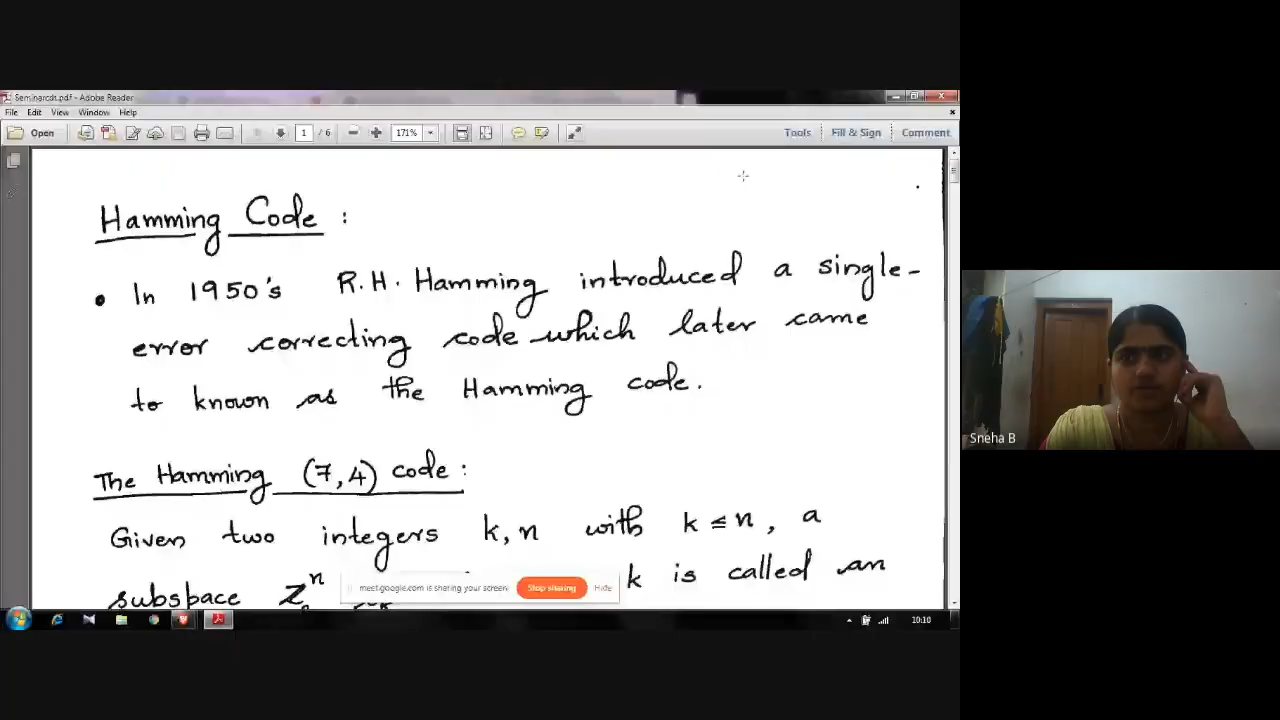 Seminarcdt.pdf - Adobe Reader
File Edit View Window Help
Open 1 / 6 171% Tools Fill & Sign Comment
Hamming Code :
• In 1950's R.H. Hamming introduced a single-
error correcting code which later came
to known as the Hamming code.
The Hamming (7,4) code :
Given two integers k, n with k ≤ n, a
k is called an
subspace
meet.google.com is sharing your screen. Stop sharing Hide
10:10
Sneha B